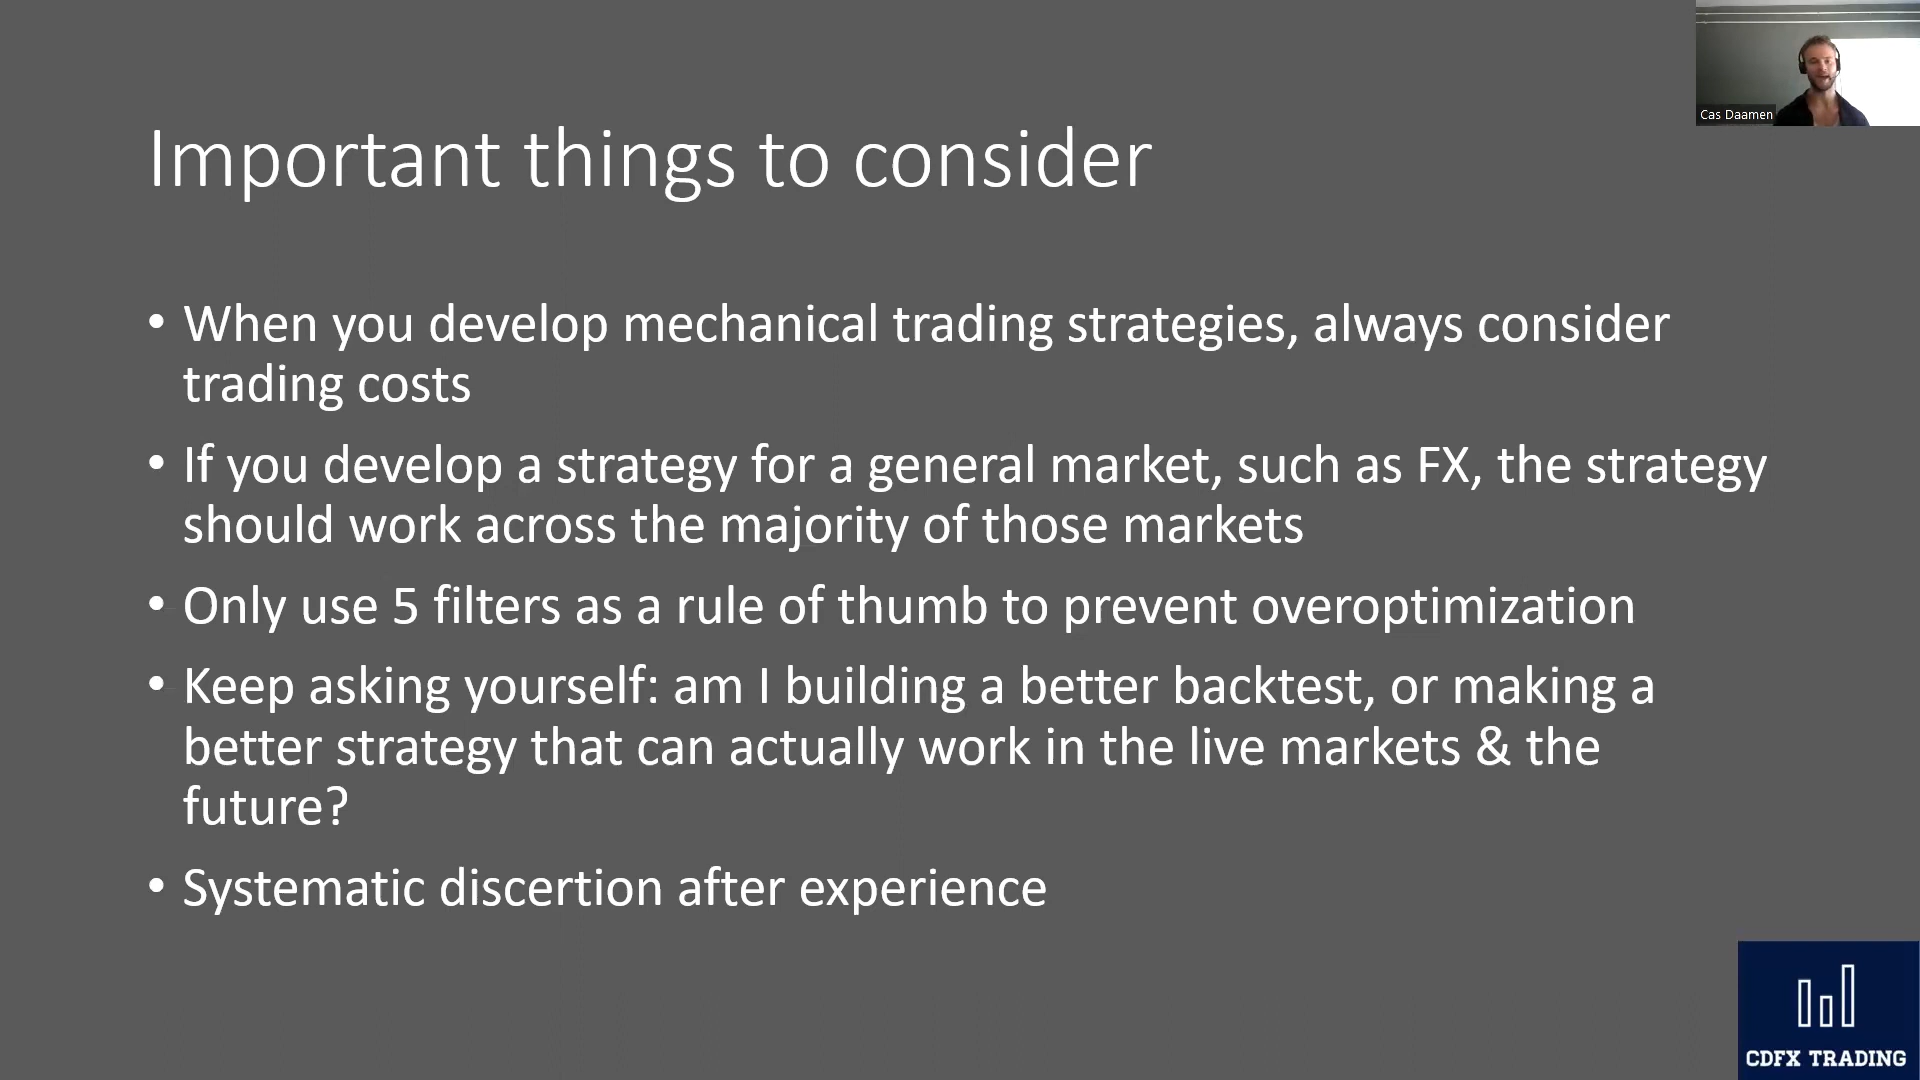 Cas Daamen
Important things to consider
• When you develop mechanical trading strategies, always consider
trading costs
• If you develop a strategy for a general market, such as FX, the strategy
should work across the majority of those markets
• Only use 5 filters as a rule of thumb to prevent overoptimization
• Keep asking yourself: am I building a better backtest, or making a
better strategy that can actually work in the live markets & the
future?
• Systematic discertion after experience
CDFX TRADING